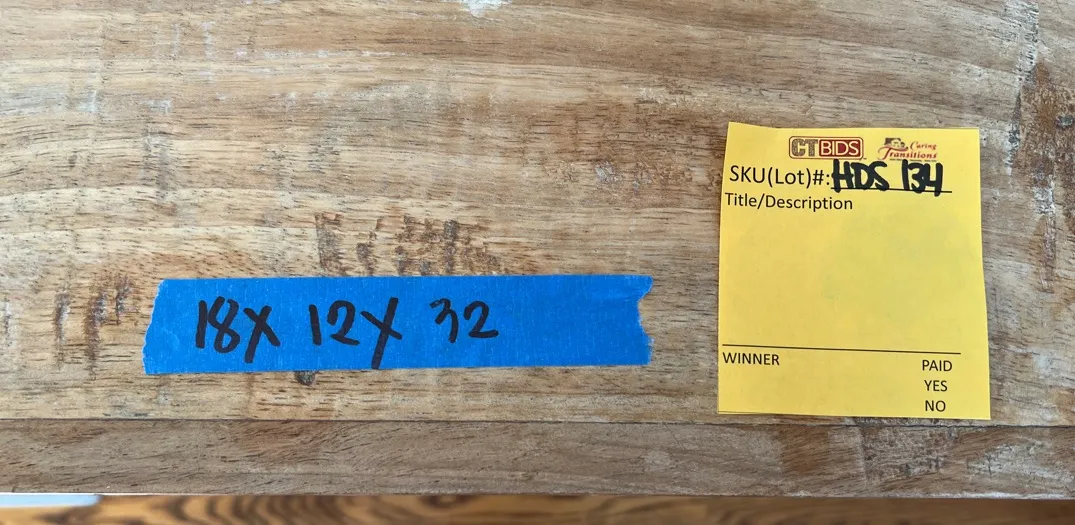 18X 12X 32
CTBIDS
Caring
Transitions
SKU(Lot)#: HDS 134
Title/Description
WINNER
PAID
YES
NO